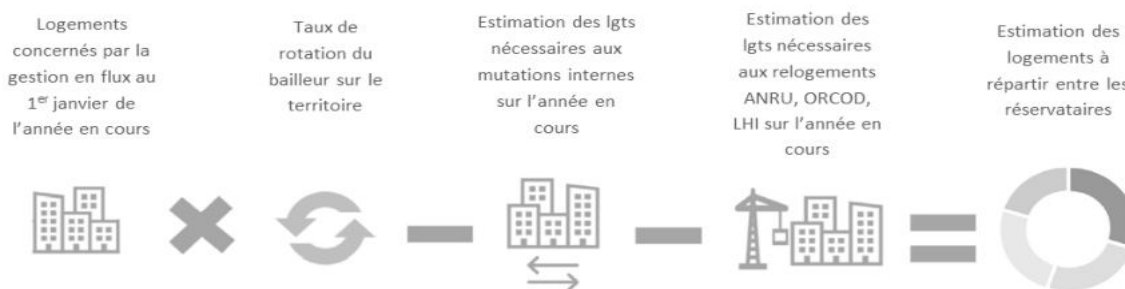 Logements
concernés par la
gestion en flux au
1er janvier de
l'année en cours
Taux de
rotation du
bailleur sur le
territoire
Estimation des lgts
nécessaires aux
mutations internes
sur l'année en
cours
Estimation des
lgts nécessaires
aux relogements
ANRU, ORCOD,
LHI sur l'année en
cours
Estimation des
logements à
répartir entre les
réservataires